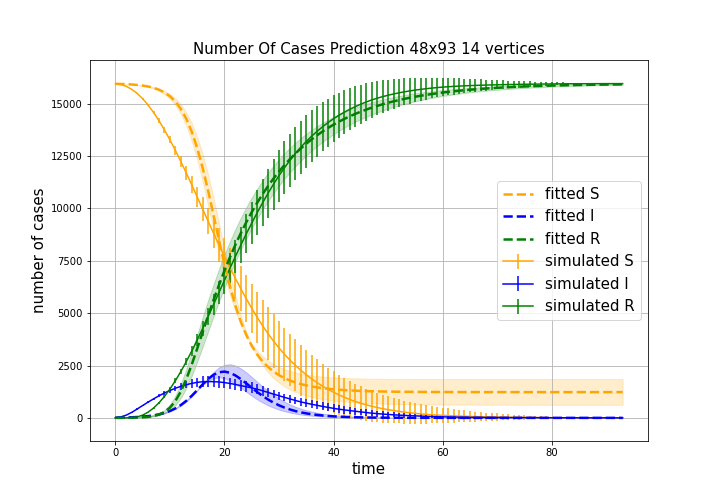 Number Of Cases Prediction 48x93 14 vertices
number of cases
15000
12500
10000
7500
5000
2500
0
fitted S
fitted I
fitted R
simulated S
simulated I
simulated R
0 20 40 60 80
time